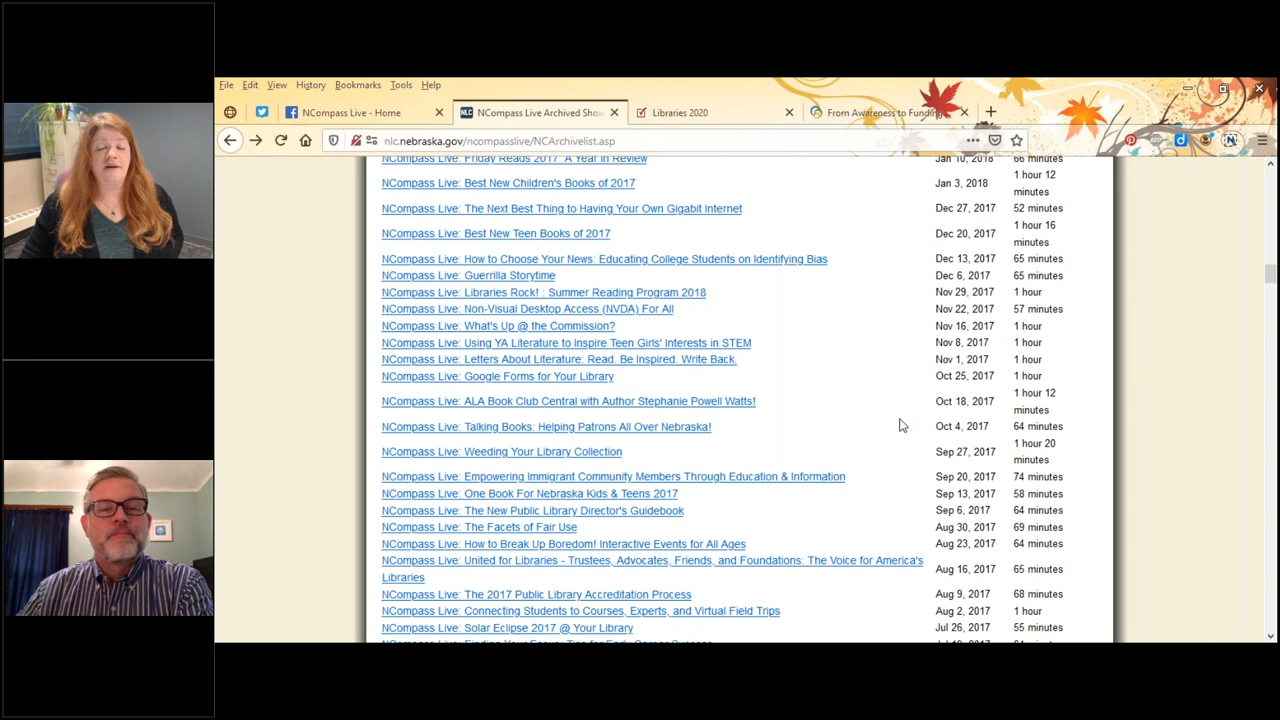 File Edit View History Bookmarks Tools Help
NCompass Live - Home
NLC NCompass Live Archived Show
Libraries 2020
From Awareness to Funding
nlc.nebraska.gov/ncompasslive/NCArchivelist.asp
NCompass Live: Friday Reads 2017: A Year in Review Jan 10, 2018 66 minutes
NCompass Live: Best New Children's Books of 2017 Jan 3, 2018 1 hour 12 minutes
NCompass Live: The Next Best Thing to Having Your Own Gigabit Internet Dec 27, 2017 52 minutes
NCompass Live: Best New Teen Books of 2017 Dec 20, 2017 1 hour 16 minutes
NCompass Live: How to Choose Your News: Educating College Students on Identifying Bias Dec 13, 2017 65 minutes
NCompass Live: Guerrilla Storytime Dec 6, 2017 65 minutes
NCompass Live: Libraries Rock! : Summer Reading Program 2018 Nov 29, 2017 1 hour
NCompass Live: Non-Visual Desktop Access (NVDA) For All Nov 22, 2017 57 minutes
NCompass Live: What's Up @ the Commission? Nov 16, 2017 1 hour
NCompass Live: Using YA Literature to Inspire Teen Girls' Interests in STEM Nov 8, 2017 1 hour
NCompass Live: Letters About Literature: Read. Be Inspired. Write Back. Nov 1, 2017 1 hour
NCompass Live: Google Forms for Your Library Oct 25, 2017 1 hour
NCompass Live: ALA Book Club Central with Author Stephanie Powell Watts! Oct 18, 2017 1 hour 12 minutes
NCompass Live: Talking Books: Helping Patrons All Over Nebraska! Oct 4, 2017 64 minutes
NCompass Live: Weeding Your Library Collection Sep 27, 2017 1 hour 20 minutes
NCompass Live: Empowering Immigrant Community Members Through Education & Information Sep 20, 2017 74 minutes
NCompass Live: One Book For Nebraska Kids & Teens 2017 Sep 13, 2017 58 minutes
NCompass Live: The New Public Library Director's Guidebook Sep 6, 2017 64 minutes
NCompass Live: The Facets of Fair Use Aug 30, 2017 69 minutes
NCompass Live: How to Break Up Boredom! Interactive Events for All Ages Aug 23, 2017 64 minutes
NCompass Live: United for Libraries - Trustees, Advocates, Friends, and Foundations: The Voice for America's
Libraries Aug 16, 2017 65 minutes
NCompass Live: The 2017 Public Library Accreditation Process Aug 9, 2017 68 minutes
NCompass Live: Connecting Students to Courses, Experts, and Virtual Field Trips Aug 2, 2017 1 hour
NCompass Live: Solar Eclipse 2017 @ Your Library Jul 26, 2017 55 minutes